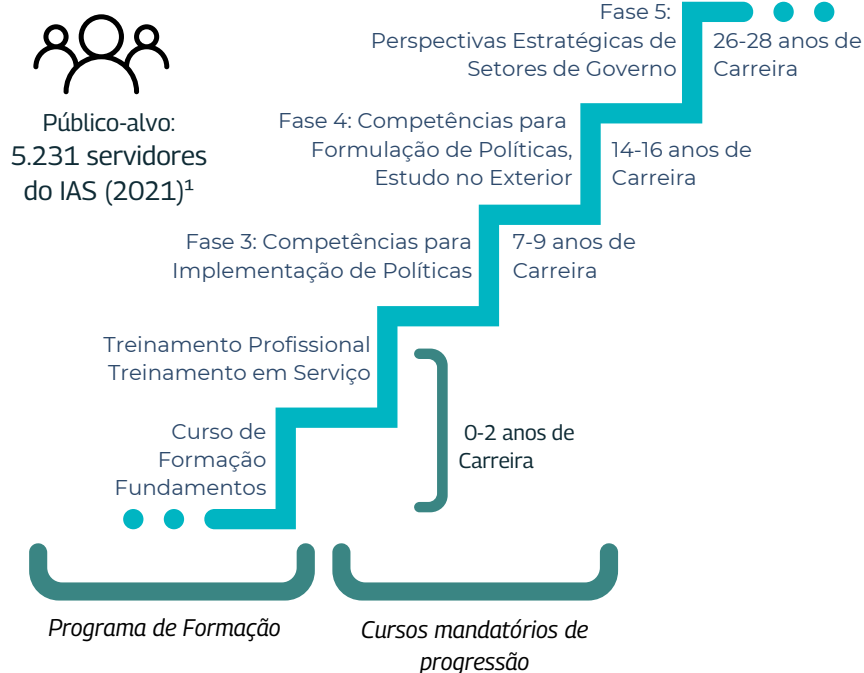 Público-alvo:
5.231 servidores
do IAS (2021)¹
Fase 5:
Perspectivas Estratégicas de
Setores de Governo
26-28 anos de
Carreira
Fase 4: Competências para
Formulação de Políticas,
Estudo no Exterior
14-16 anos de
Carreira
Fase 3: Competências para
Implementação de Políticas
7-9 anos de
Carreira
Treinamento Profissional
Treinamento em Serviço
Curso de
Formação
Fundamentos
0-2 anos de
Carreira
Programa de Formação
Cursos mandatórios de
progressão